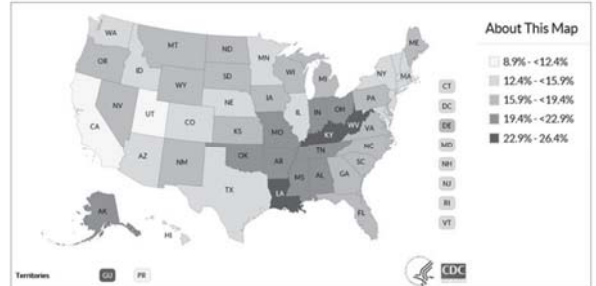 About This Map
8.9% - <12.4%
12.4% - <15.9%
15.9% - <19.4%
19.4% - <22.9%
22.9% - 26.4%
WA
MT
ND
MN
ME
OR
ID
SD
WI
MI
NY
MA
WY
IA
PA
NE
NV
UT
CO
IL
IN
OH
WV
VA
CA
KS
MO
KY
NC
AZ
NM
OK
AR
TN
SC
MS
AL
GA
TX
LA
FL
AK
HI
CT
DC
DE
MD
NH
NJ
RI
VT
Territories
GU
PR
CDC